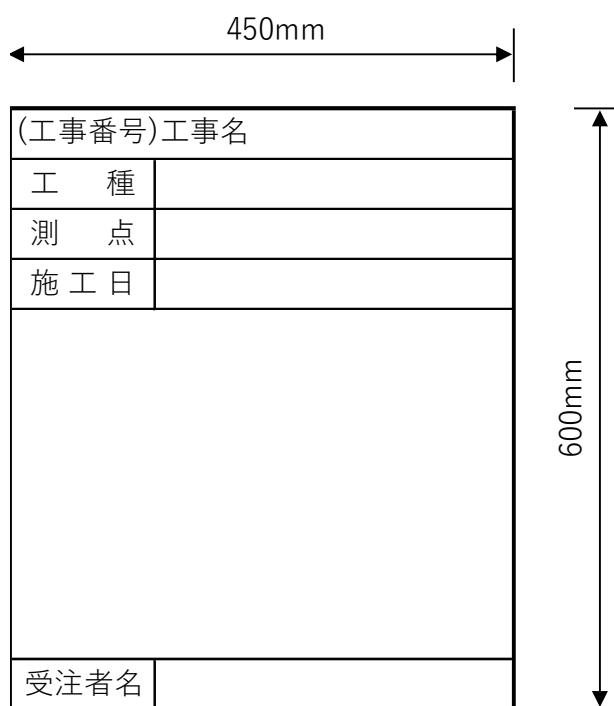 450mm
(工事番号)工事名
工　種
測　点
施 工 日
600mm
受注者名